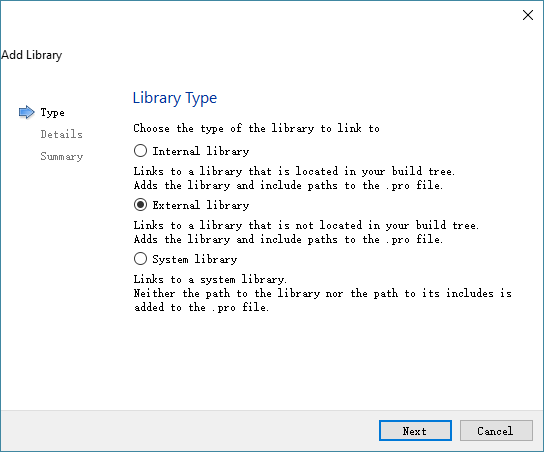 Add Library
Type
Details
Summary
Library Type
Choose the type of the library to link to
Internal library
Links to a library that is located in your build tree.
Adds the library and include paths to the .pro file.
External library
Links to a library that is not located in your build tree.
Adds the library and include paths to the .pro file.
System library
Links to a system library.
Neither the path to the library nor the path to its includes is
added to the .pro file.
Next
Cancel